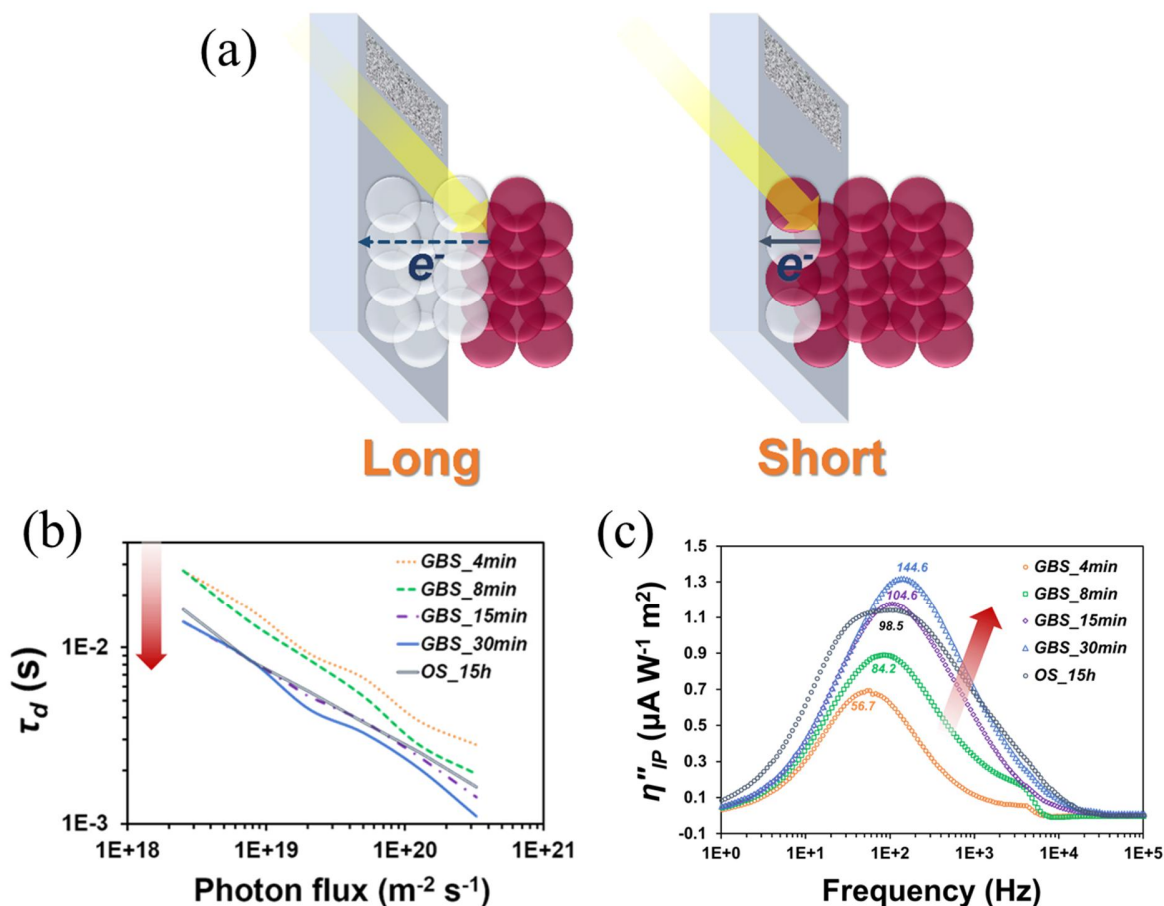 (a)
e-
e-
Long
Short
(b)
GBS_4min
GBS_8min
GBS_15min
GBS_30min
OS_15h
1E-2
1E-3
τd (s)
1E+18
1E+19
1E+20
1E+21
Photon flux (m-2 s-1)
(c)
1.5
1.3
1.1
0.9
0.7
0.5
0.3
0.1
-0.1
η"IP (μA W-1 m2)
144.6
104.6
98.5
84.2
56.7
GBS_4min
GBS_8min
GBS_15min
GBS_30min
OS_15h
1E+0
1E+1
1E+2
1E+3
1E+4
1E+5
Frequency (Hz)